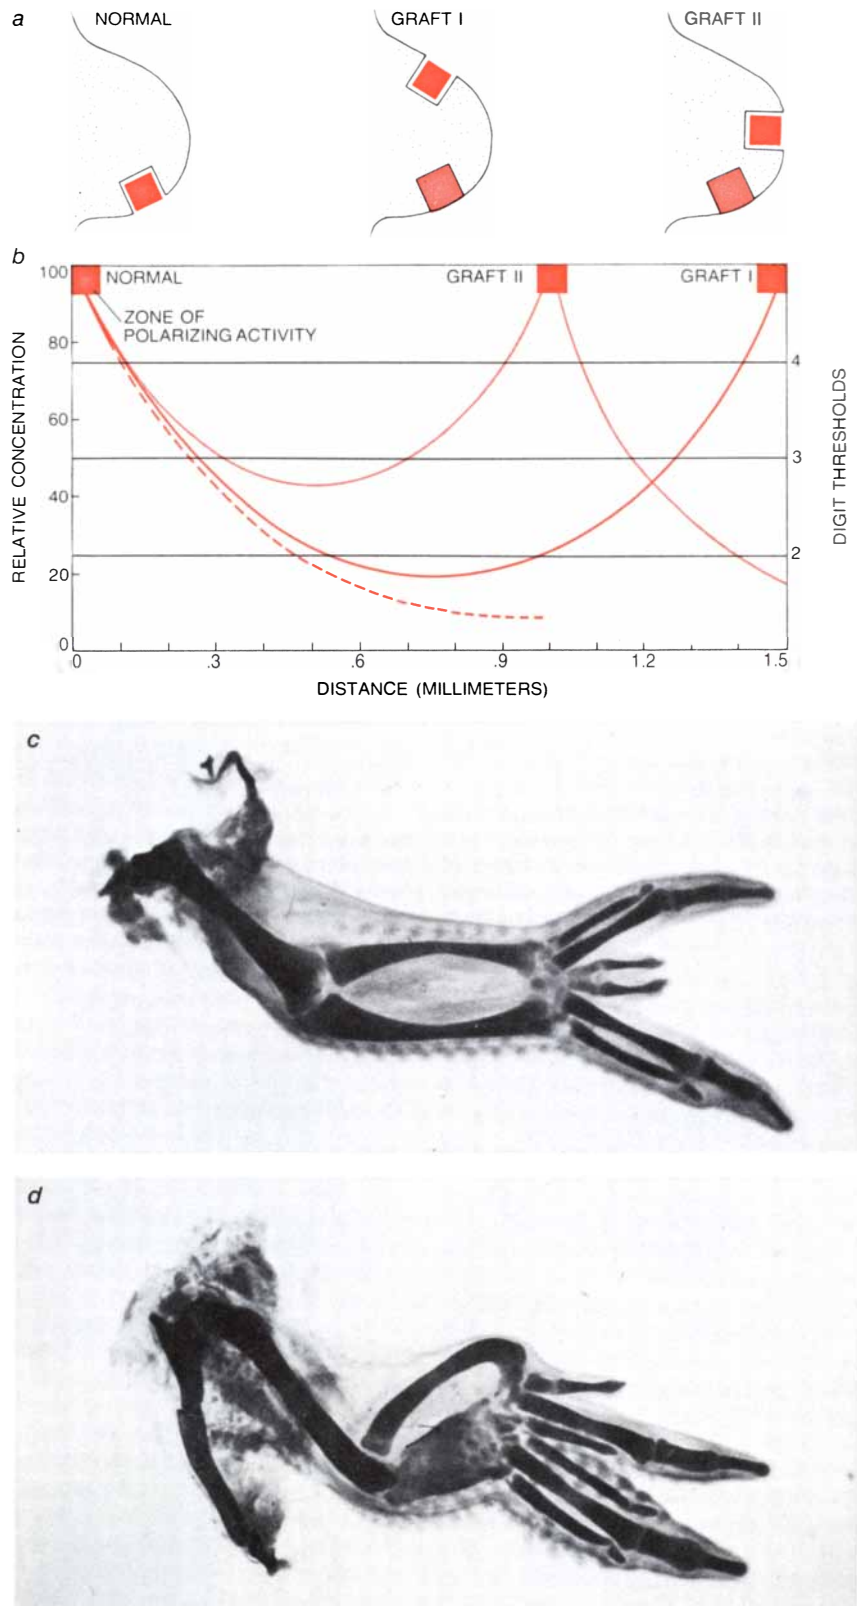 a NORMAL GRAFT I GRAFT II
b
100 NORMAL GRAFT II GRAFT I
ZONE OF
POLARIZING ACTIVITY
80
4
60
3
40
2
20
0
0 .3 .6 .9 1.2 1.5
RELATIVE CONCENTRATION
DIGIT THRESHOLDS
DISTANCE (MILLIMETERS)
c
d